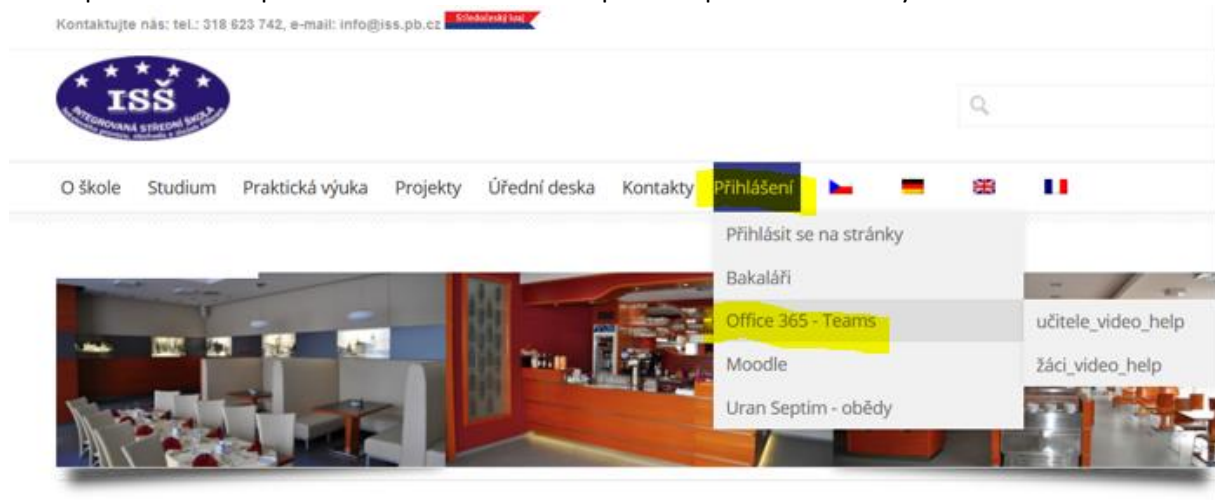 Kontaktujte nás: tel.: 318 623 742, e-mail: info@iss.pb.cz Středočeský kraj
ISŠ
INTEGROVANÁ STŘEDNÍ ŠKOLA
O škole Studium Praktická výuka Projekty Úřední deska Kontakty Přihlášení
Přihlásit se na stránky
Bakaláři
Office 365 - Teams učitele_video_help
Moodle žáci_video_help
Uran Septim - obědy